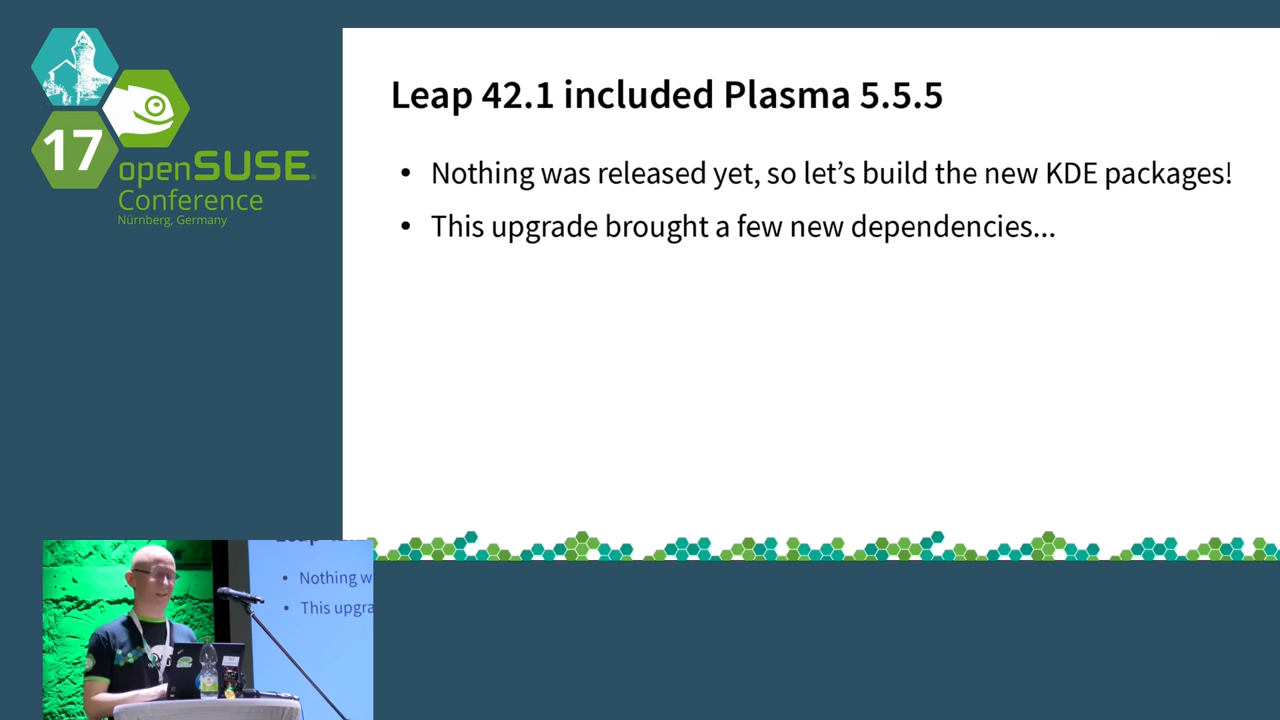 17
openSUSE
Conference
Nürnberg, Germany
Leap 42.1 included Plasma 5.5.5
• Nothing was released yet, so let’s build the new KDE packages!
• This upgrade brought a few new dependencies...
• Nothing w
• This upgra